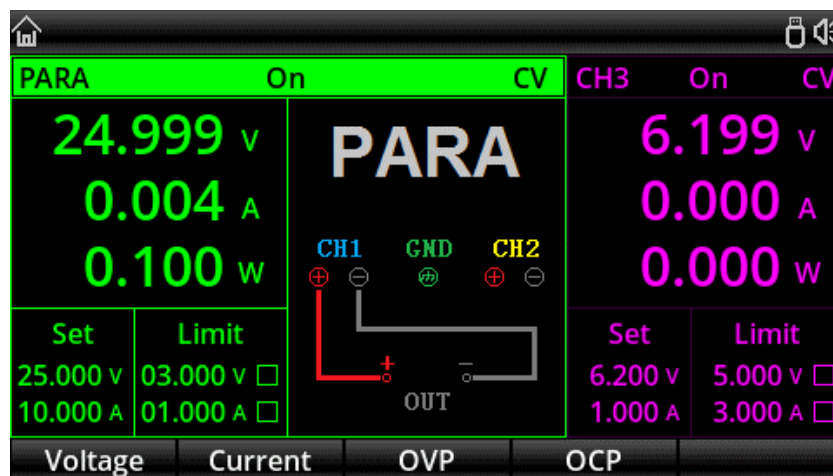 PARA On CV CH3 On CV
24.999 V 6.199 V
PARA
0.004 A 0.000 A
CH1 GND CH2
0.100 W 0.000 W
Set Limit Set Limit
25.000 V 03.000 V 6.200 V 5.000 V
10.000 A 01.000 A 1.000 A 3.000 A
+ −
OUT
Voltage Current OVP OCP